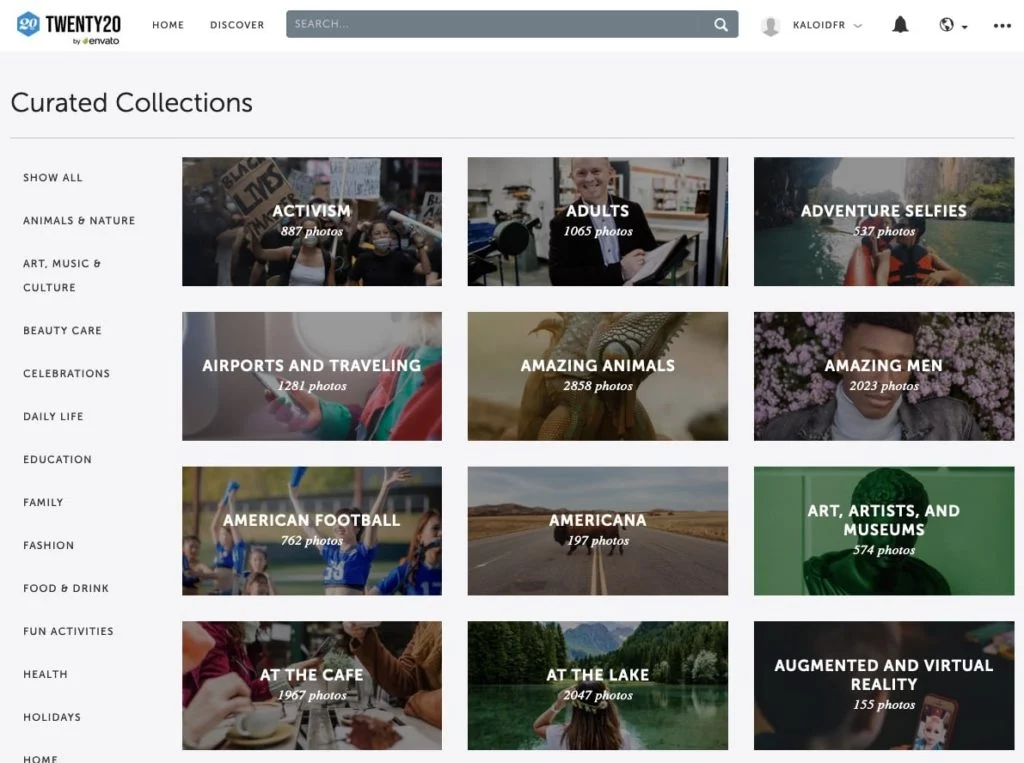 20 TWENTY20
by envato
HOME
DISCOVER
SEARCH...
KALOIDFR
Curated Collections
SHOW ALL
ANIMALS & NATURE
ART, MUSIC &
CULTURE
BEAUTY CARE
CELEBRATIONS
DAILY LIFE
EDUCATION
FAMILY
FASHION
FOOD & DRINK
FUN ACTIVITIES
HEALTH
HOLIDAYS
HOME
BLACK
LIVES
ACTIVISM
887 photos
ADULTS
1065 photos
ADVENTURE SELFIES
537 photos
AIRPORTS AND TRAVELING
1281 photos
AMAZING ANIMALS
2858 photos
AMAZING MEN
2023 photos
AMERICAN FOOTBALL
762 photos
AMERICANA
197 photos
ART, ARTISTS, AND
MUSEUMS
574 photos
AT THE CAFE
1967 photos
AT THE LAKE
2047 photos
AUGMENTED AND VIRTUAL
REALITY
155 photos